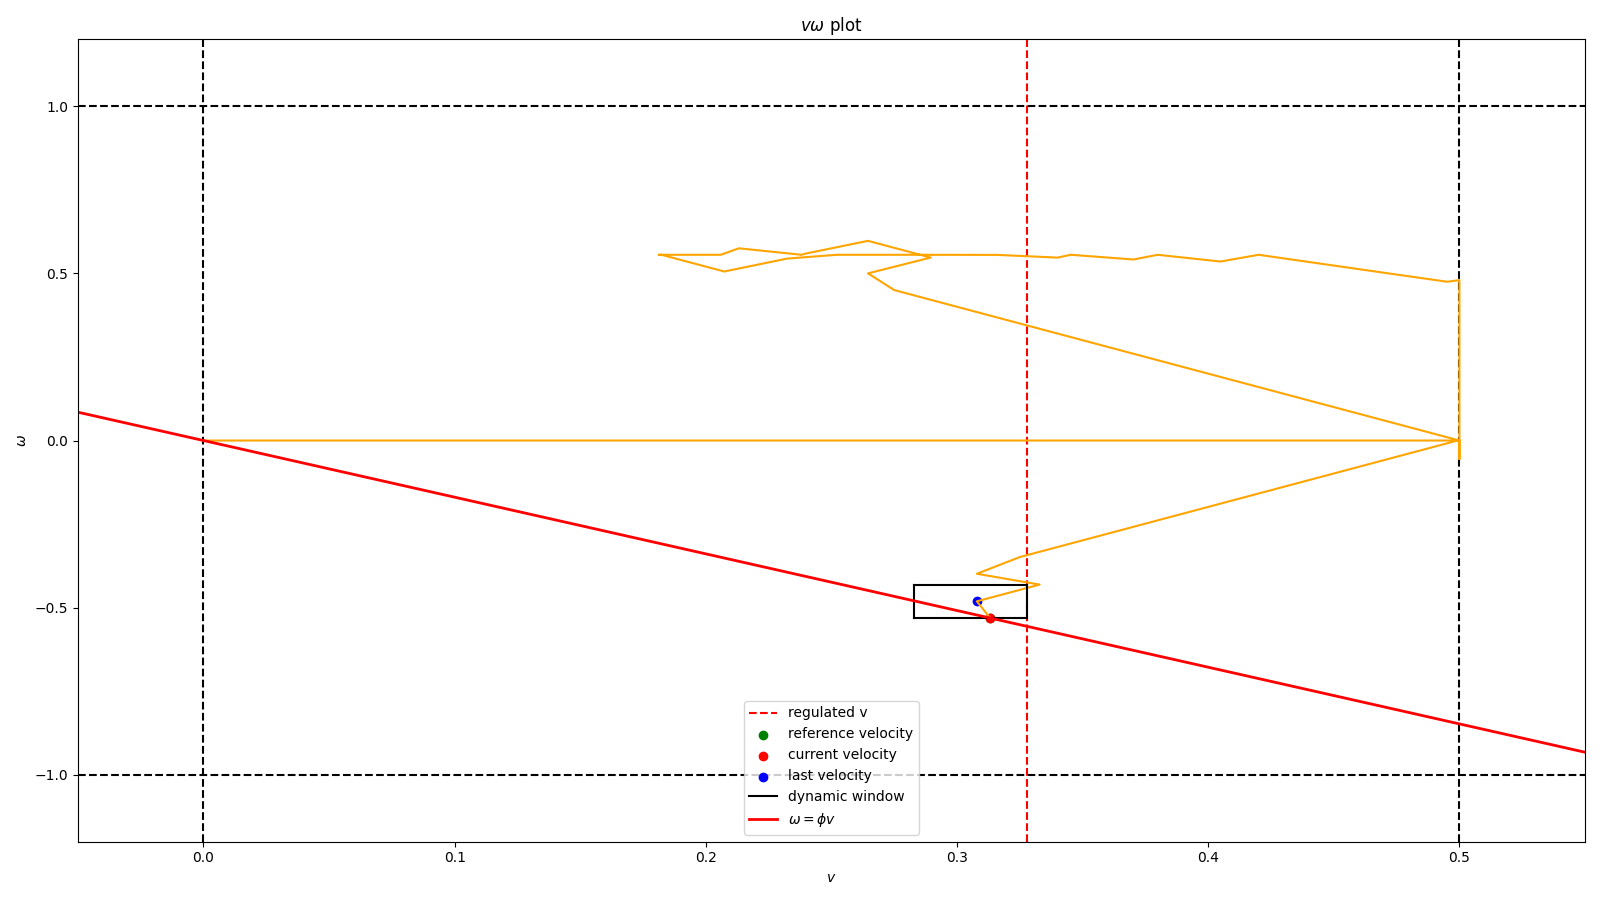 vω plot
1.0
0.5
0.0
−0.5
−1.0
ω
regulated v
reference velocity
current velocity
last velocity
dynamic window
ω = ϕv
0.0 0.1 0.2 0.3 0.4 0.5
v